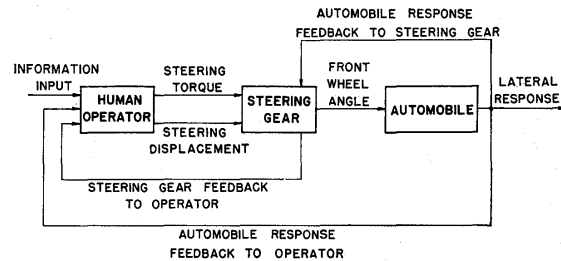 AUTOMOBILE RESPONSE
FEEDBACK TO STEERING GEAR
INFORMATION
INPUT
STEERING
TORQUE
FRONT
WHEEL
ANGLE
LATERAL
RESPONSE
HUMAN
OPERATOR
STEERING
GEAR
AUTOMOBILE
STEERING
DISPLACEMENT
STEERING GEAR FEEDBACK
TO OPERATOR
AUTOMOBILE RESPONSE
FEEDBACK TO OPERATOR